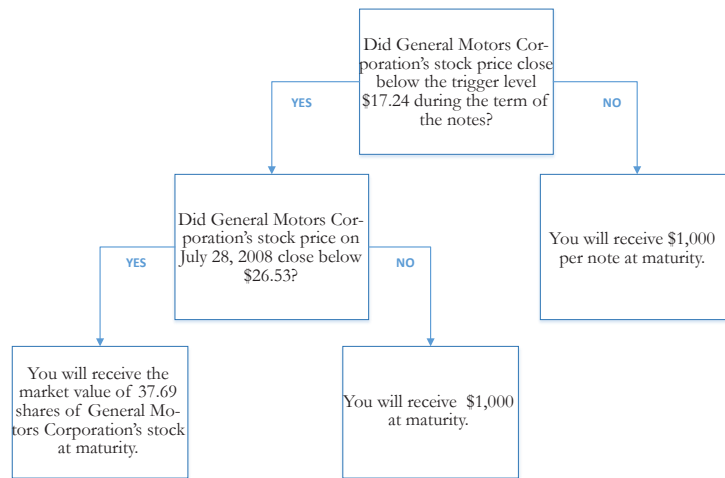 Did General Motors Cor-
poration's stock price close
below the trigger level
$17.24 during the term of
the notes?
YES
NO
Did General Motors Cor-
poration's stock price on
July 28, 2008 close below
$26.53?
You will receive $1,000
per note at maturity.
YES
NO
You will receive the
market value of 37.69
shares of General Mo-
tors Corporation's stock
at maturity.
You will receive $1,000
at maturity.